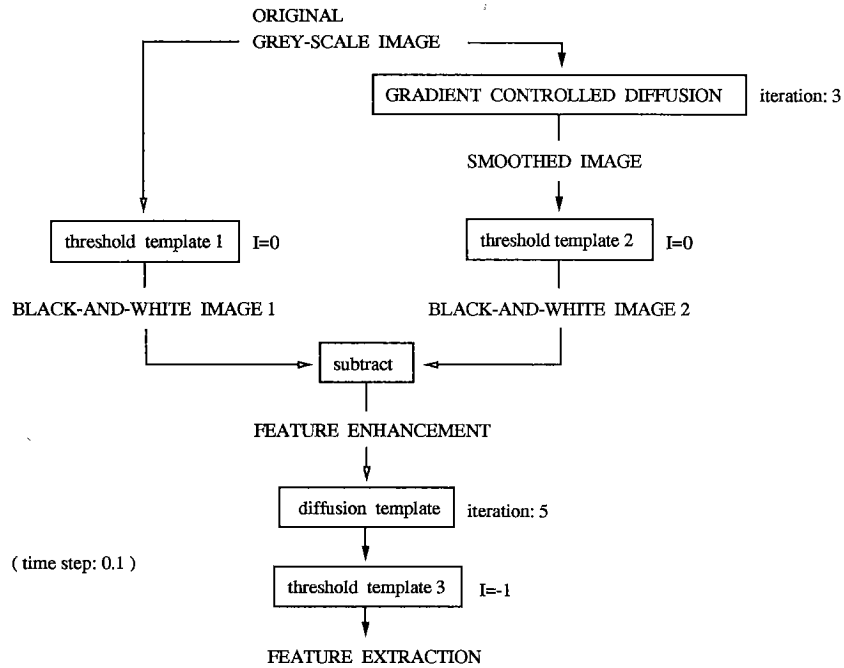 ORIGINAL
GREY-SCALE IMAGE
GRADIENT CONTROLLED DIFFUSION
iteration: 3
SMOOTHED IMAGE
threshold template 1
I=0
threshold template 2
I=0
BLACK-AND-WHITE IMAGE 1
BLACK-AND-WHITE IMAGE 2
subtract
FEATURE ENHANCEMENT
diffusion template
iteration: 5
( time step: 0.1 )
threshold template 3
I=-1
FEATURE EXTRACTION